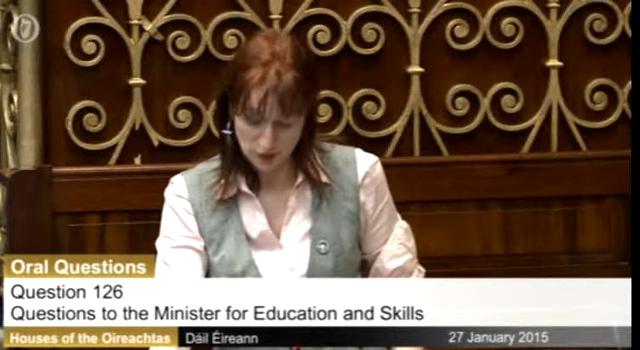 Oral Questions
Question 126
Questions to the Minister for Education and Skills
Houses of the Oireachtas Dáil Éireann 27 January 2015